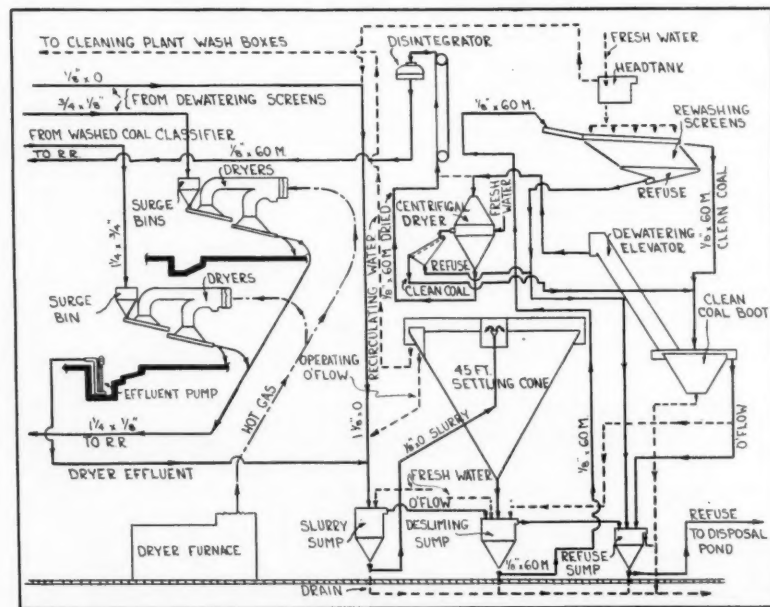 TO CLEANING PLANT WASH BOXES
DISINTEGRATOR
FRESH WATER
HEADTANK
1/8" x 0
3/4 x 1/8"
FROM DEWATERING SCREENS
FROM WASHED COAL CLASSIFIER
TO R.R.
1/8" x 60 M.
1/8" x 60 M.
REWASHING
SCREENS
REFUSE
1/8" x 60 M.
CLEAN COAL
DRYERS
SURGE
BINS
1 1/4 x 3/4"
CENTRIFIGAL
DRYER
FRESH
WATER
REFUSE
CLEAN COAL
DEWATERING
ELEVATOR
CLEAN
COAL BOOT
RECIRCULATING WATER
1/8" x 60 M. DRIED
DRYERS
SURGE
BIN
EFFLUENT PUMP
OPERATING
O'FLOW
HOT GAS
1 1/8" x 0
1/8" x 0 SLURRY
45 FT.
SETTLING CONE
1/8" x 60 M.
O'FLOW
1 1/4 x 1/8"
TO R.R.
DRYER EFFLUENT
FRESH WATER
O'FLOW
SLURRY
SUMP
DESLIMING
SUMP
REFUSE
SUMP
REFUSE
TO DISPOSAL
POND
DRYER FURNACE
1/8" x 60 M.
DRAIN